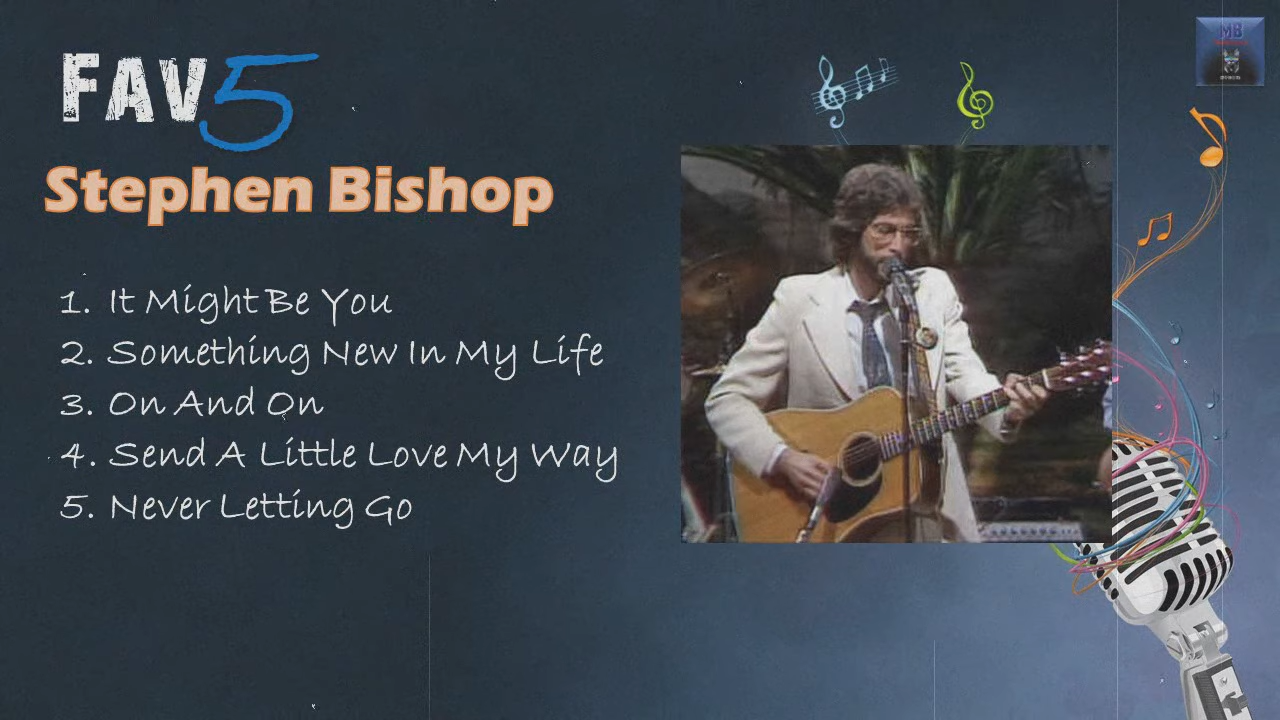 FAV5
MB
Stephen Bishop
1. It Might Be You
2. Something New In My Life
3. On And On
4. Send A Little Love My Way
5. Never Letting Go